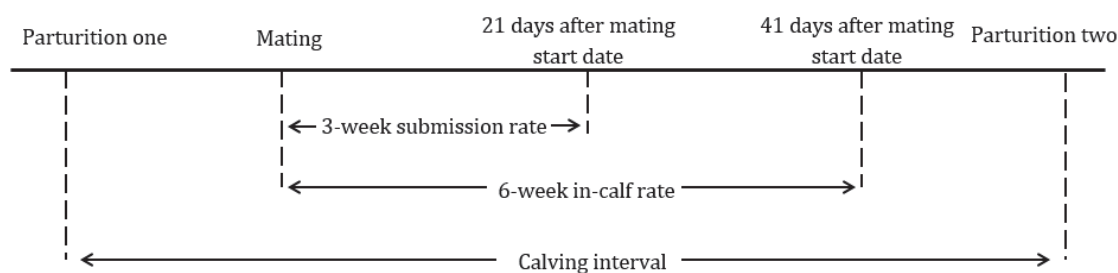 Parturition one
Mating
21 days after mating
start date
41 days after mating
start date
Parturition two
3-week submission rate
6-week in-calf rate
Calving interval